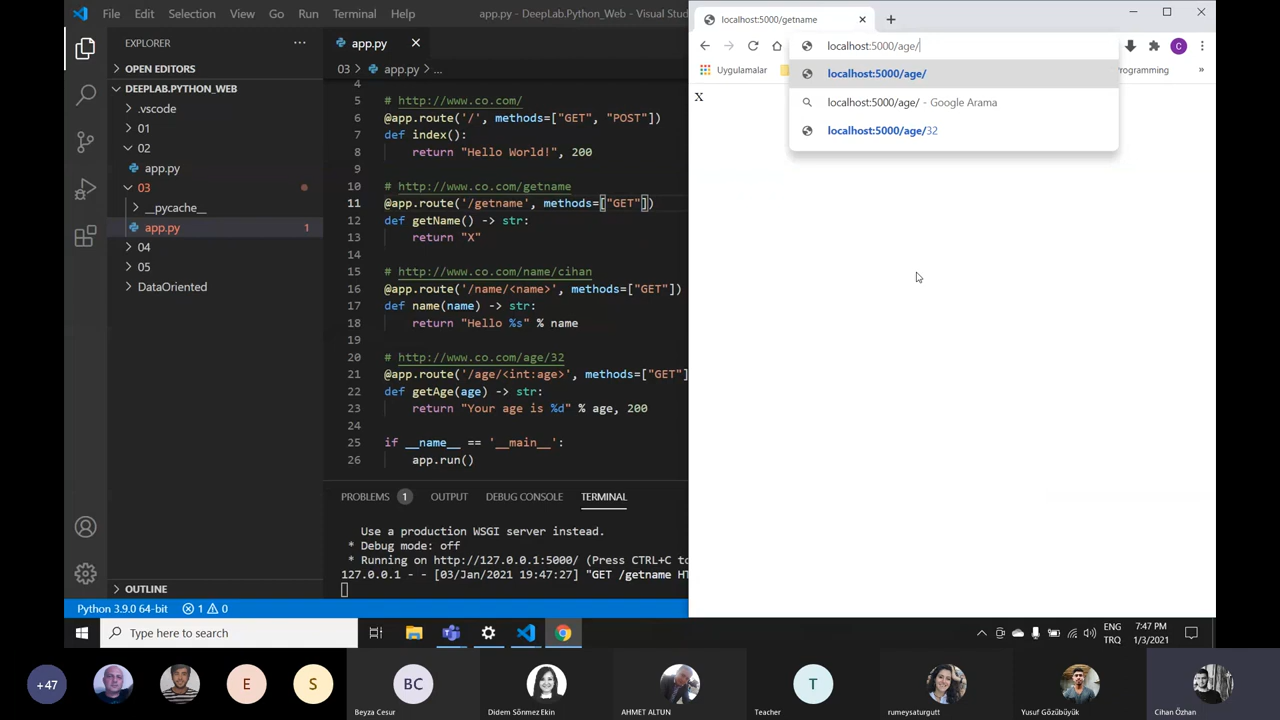 File Edit Selection View Go Run Terminal Help
app.py - DeepLab.Python_Web - Visual Stu
EXPLORER
OPEN EDITORS
DEEPLAB.PYTHON_WEB
.vscode
01
02
app.py
03
__pycache__
app.py 1
04
05
DataOriented
OUTLINE
app.py
03 > app.py > ...
4
5 # http://www.co.com/
6 @app.route('/', methods=["GET", "POST"])
7 def index():
8 return "Hello World!", 200
9
10 # http://www.co.com/getname
11 @app.route('/getname', methods=["GET"])
12 def getName() -> str:
13 return "X"
14
15 # http://www.co.com/name/cihan
16 @app.route('/name/<name>', methods=["GET"])
17 def name(name) -> str:
18 return "Hello %s" % name
19
20 # http://www.co.com/age/32
21 @app.route('/age/<int:age>', methods=["GET"]
22 def getAge(age) -> str:
23 return "Your age is %d" % age, 200
24
25 if __name__ == '__main__':
26 app.run()
PROBLEMS 1 OUTPUT DEBUG CONSOLE TERMINAL
Use a production WSGI server instead.
* Debug mode: off
* Running on http://127.0.0.1:5000/ (Press CTRL+C to
127.0.0.1 - - [03/Jan/2021 19:47:27] "GET /getname HT
Python 3.9.0 64-bit 1 0
localhost:5000/getname
localhost:5000/age/
C
Uygulamalar
rogramming
»
localhost:5000/age/
localhost:5000/age/ - Google Arama
localhost:5000/age/32
X
Type here to search
ENG
TRQ
7:47 PM
1/3/2021
+47
E
S
BC
Beyza Cesur
Didem Sönmez Ekin
AHMET ALTUN
T
Teacher
rumeysaturgutt
Yusuf Gözübüyük
Cihan Özhan